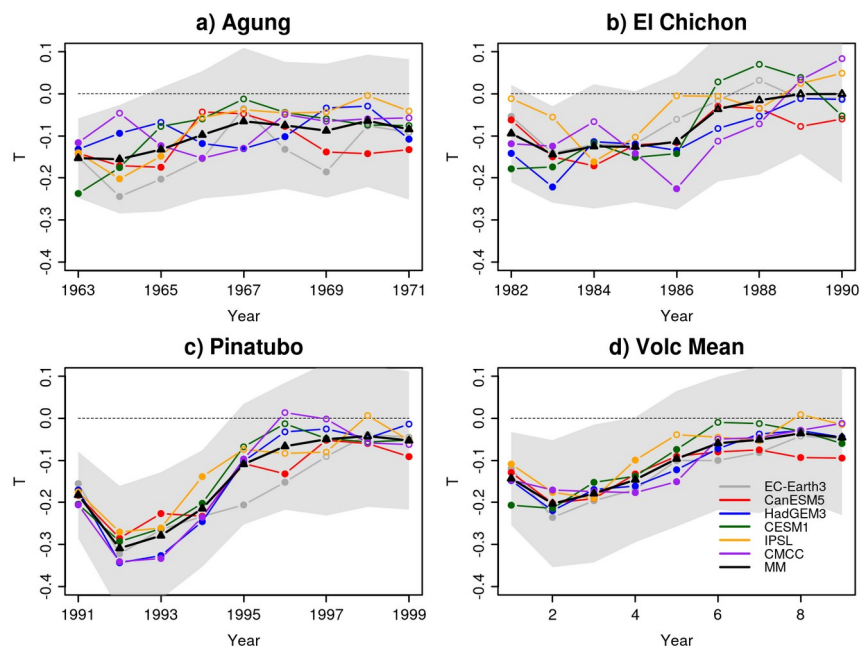 a) Agung
T
0.1
0.0
-0.1
-0.2
-0.3
-0.4
1963 1965 1967 1969 1971
Year
b) El Chichon
T
0.1
0.0
-0.1
-0.2
-0.3
-0.4
1982 1984 1986 1988 1990
Year
c) Pinatubo
T
0.1
0.0
-0.1
-0.2
-0.3
-0.4
1991 1993 1995 1997 1999
Year
d) Volc Mean
T
0.1
0.0
-0.1
-0.2
-0.3
-0.4
EC-Earth3
CanESM5
HadGEM3
CESM1
IPSL
CMCC
MM
2 4 6 8
Year